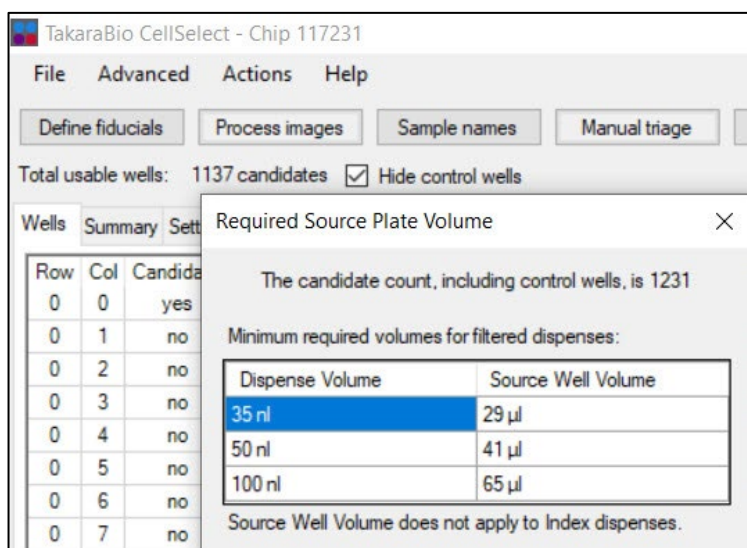 TakaraBio CellSelect - Chip 117231
File Advanced Actions Help
Define fiducials Process images Sample names Manual triage
Total usable wells: 1137 candidates Hide control wells
Wells Summary Sett
Required Source Plate Volume
The candidate count, including control wells, is 1231
Minimum required volumes for filtered dispenses:
Dispense Volume Source Well Volume
35 nl 29 µl
50 nl 41 µl
100 nl 65 µl
Source Well Volume does not apply to Index dispenses.
Row Col Candida
0 0 yes
0 1 no
0 2 no
0 3 no
0 4 no
0 5 no
0 6 no
0 7 no